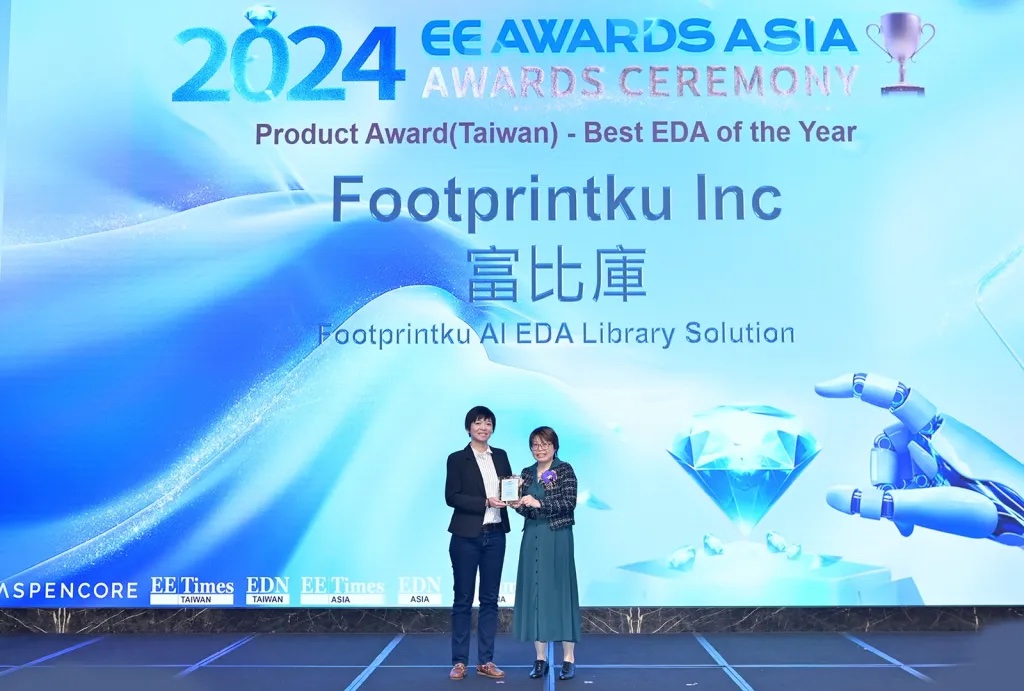 2024 EE AWARDS ASIA
AWARDS CEREMONY
Product Award(Taiwan) - Best EDA of the Year
Footprintku Inc
富比庫
Footprintku AI EDA Library Solution
ASPENCORE EE Times TAIWAN EDN TAIWAN EE Times ASIA EDN ASIA